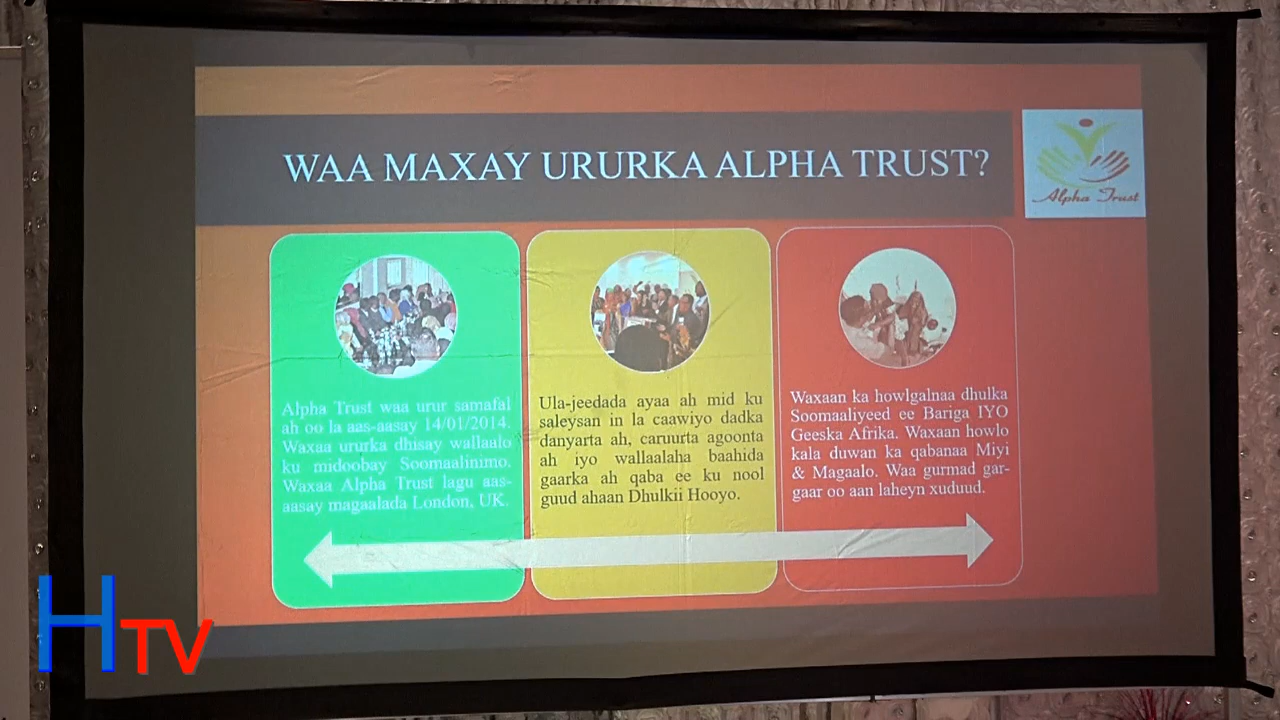 WAA MAXAY URURKA ALPHA TRUST?
Alpha Trust
Alpha Trust waa urur samafal
ah oo la aas-aasay 14/01/2014.
Waxaa ururka dhisay wallaalo
ku midoobay Soomaalinimo.
Waxaa Alpha Trust lagu aas-
aasay magaalada London, UK.
Ula-jeedada ayaa ah mid ku
saleysan in la caawiyo dadka
danyarta ah, caruurta agoonta
ah iyo wallaalaha baahida
gaarka ah qaba ee ku nool
guud ahaan Dhulkii Hooyo.
Waxaan ka howlgalnaa dhulka
Soomaaliyeed ee Bariga IYO
Geeska Afrika. Waxaan howlo
kala duwan ka qabanaa Miyi
& Magaalo. Waa gurmad gar-
gaar oo aan laheyn xuduud.
HTV